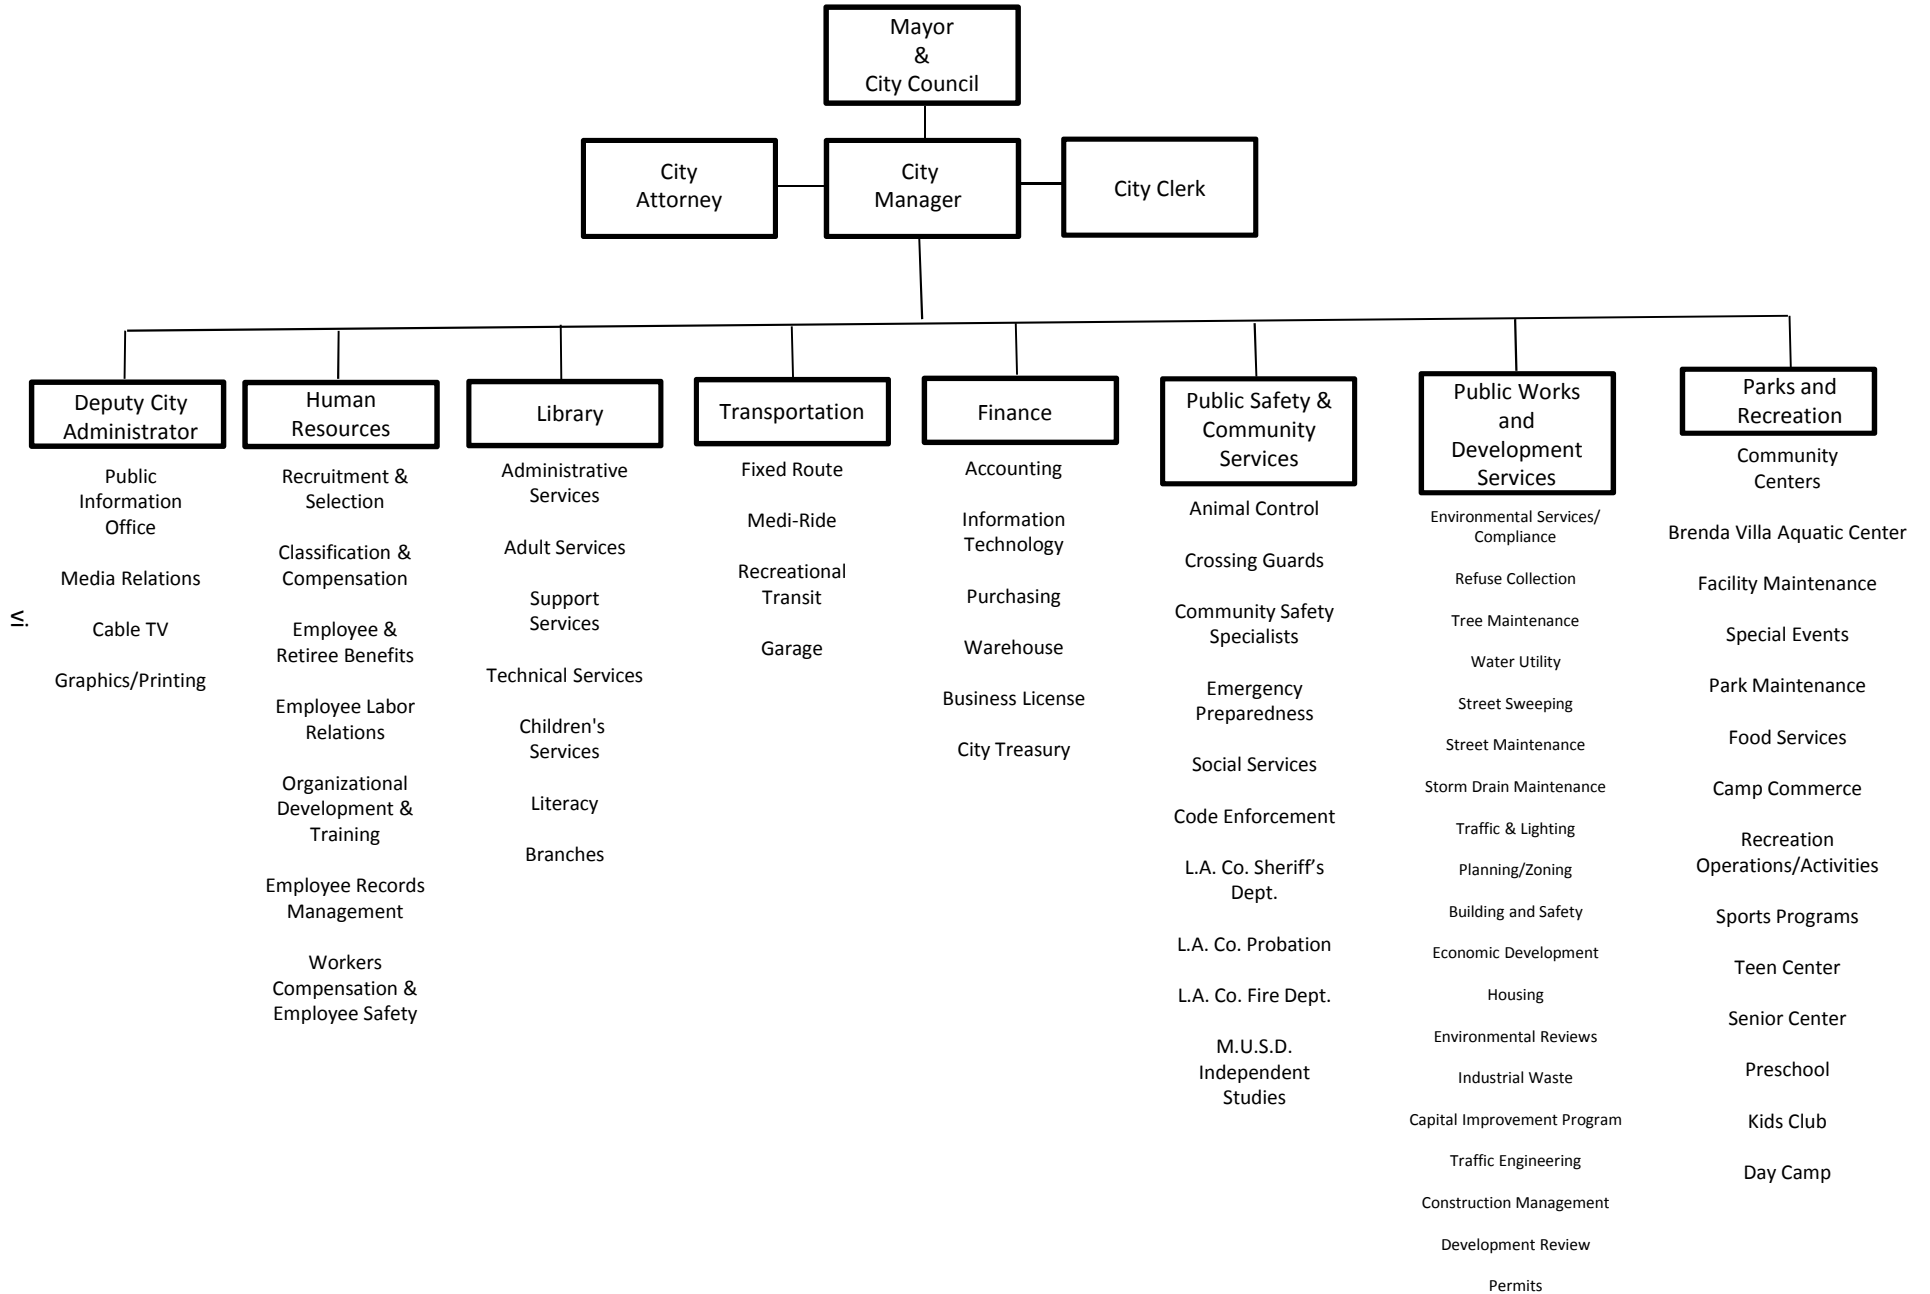 Mayor
&
City Council
City
Attorney
City
Manager
City Clerk
Deputy City
Administrator
Public
Information
Office
Media Relations
Cable TV
Graphics/Printing
Human
Resources
Recruitment &
Selection
Classification &
Compensation
Employee &
Retiree Benefits
Employee Labor
Relations
Organizational
Development &
Training
Employee Records
Management
Workers
Compensation &
Employee Safety
Library
Administrative
Services
Adult Services
Support
Services
Technical Services
Children's
Services
Literacy
Branches
Transportation
Fixed Route
Medi-Ride
Recreational
Transit
Garage
Finance
Accounting
Information
Technology
Purchasing
Warehouse
Business License
City Treasury
Public Safety &
Community
Services
Animal Control
Crossing Guards
Community Safety
Specialists
Emergency
Preparedness
Social Services
Code Enforcement
L.A. Co. Sheriff’s
Dept.
L.A. Co. Probation
L.A. Co. Fire Dept.
M.U.S.D.
Independent
Studies
Public Works
and
Development
Services
Environmental Services/
Compliance
Refuse Collection
Tree Maintenance
Water Utility
Street Sweeping
Street Maintenance
Storm Drain Maintenance
Traffic & Lighting
Planning/Zoning
Building and Safety
Economic Development
Housing
Environmental Reviews
Industrial Waste
Capital Improvement Program
Traffic Engineering
Construction Management
Development Review
Permits
Parks and
Recreation
Community
Centers
Brenda Villa Aquatic Center
Facility Maintenance
Special Events
Park Maintenance
Food Services
Camp Commerce
Recreation
Operations/Activities
Sports Programs
Teen Center
Senior Center
Preschool
Kids Club
Day Camp
vi